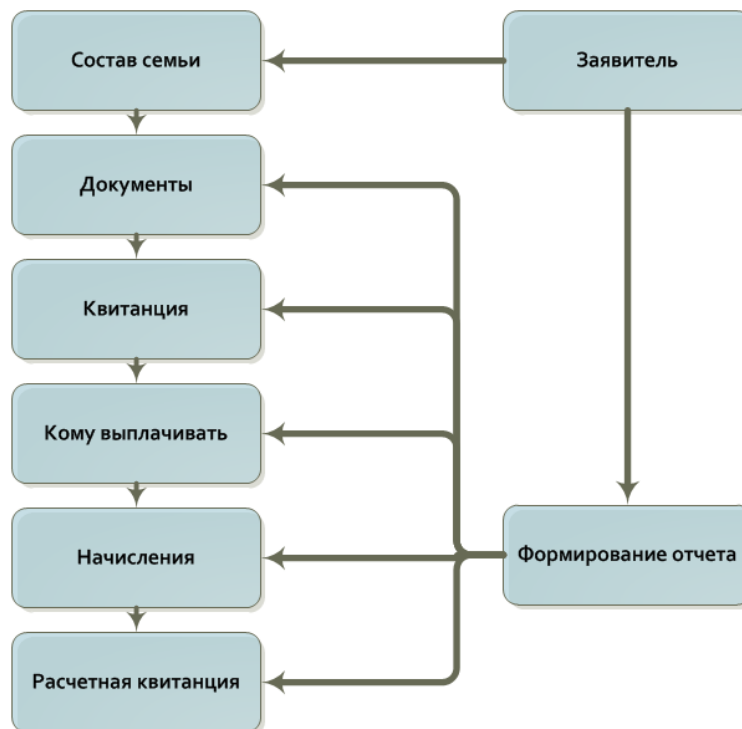 Состав семьи
Заявитель
Документы
Квитанция
Кому выплачивать
Начисления
Формирование отчета
Расчетная квитанция